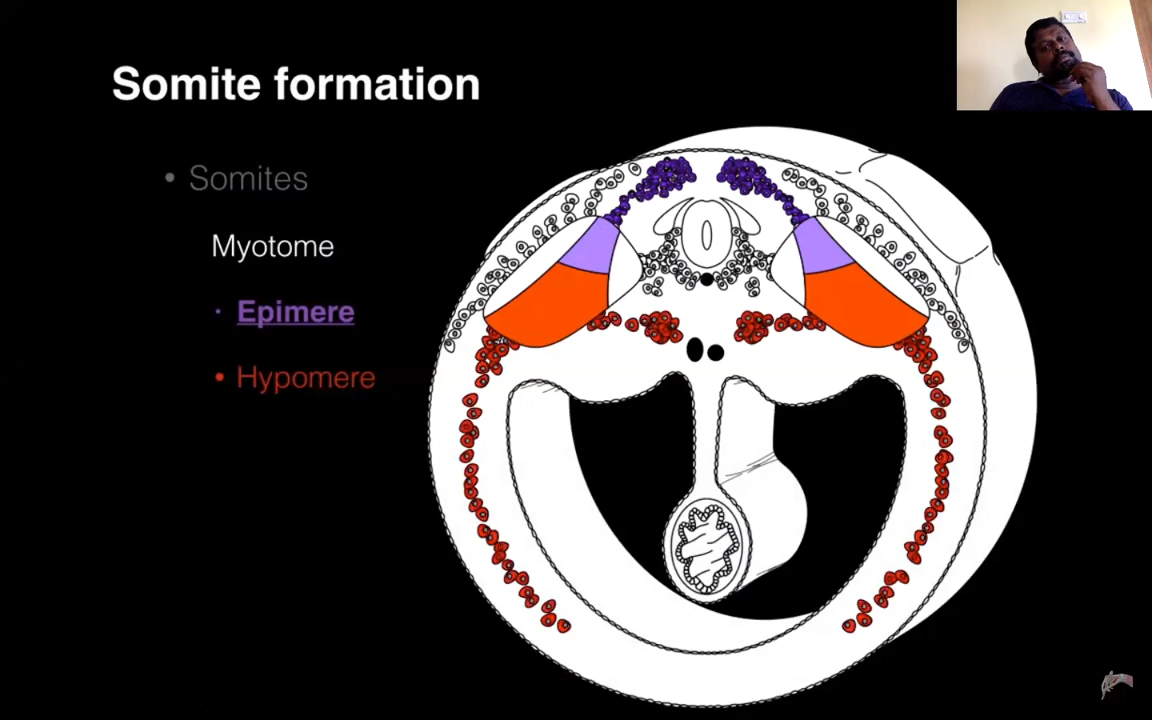 Somite formation
• Somites
Myotome
• Epimere
• Hypomere